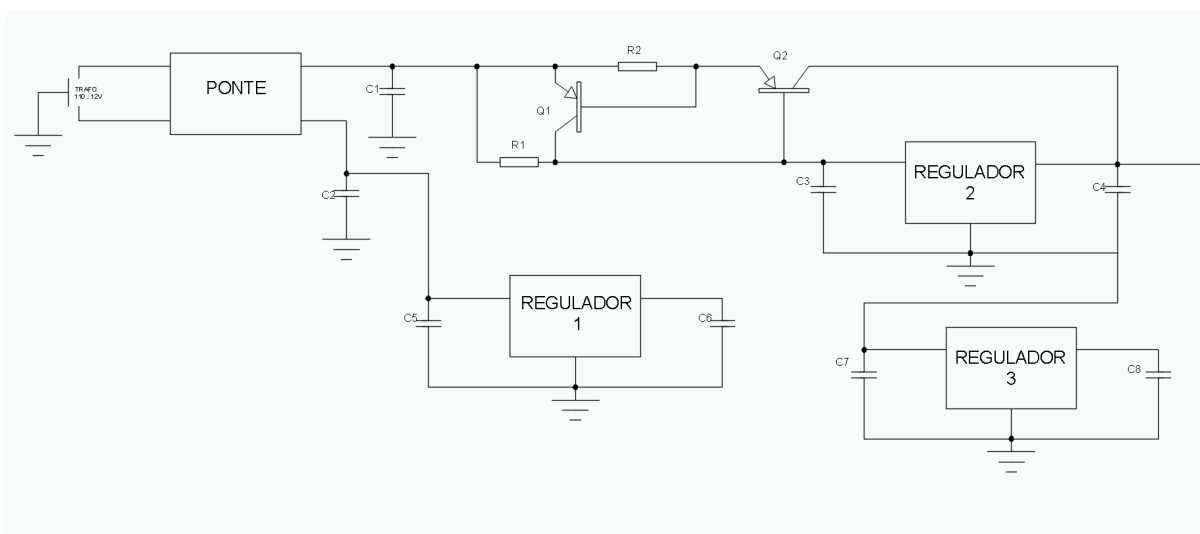 TRAFO
110 : 12V
PONTE
C1
R2
Q1
R1
Q2
C2
C3
REGULADOR
2
C4
C5
REGULADOR
1
C6
C7
REGULADOR
3
C8